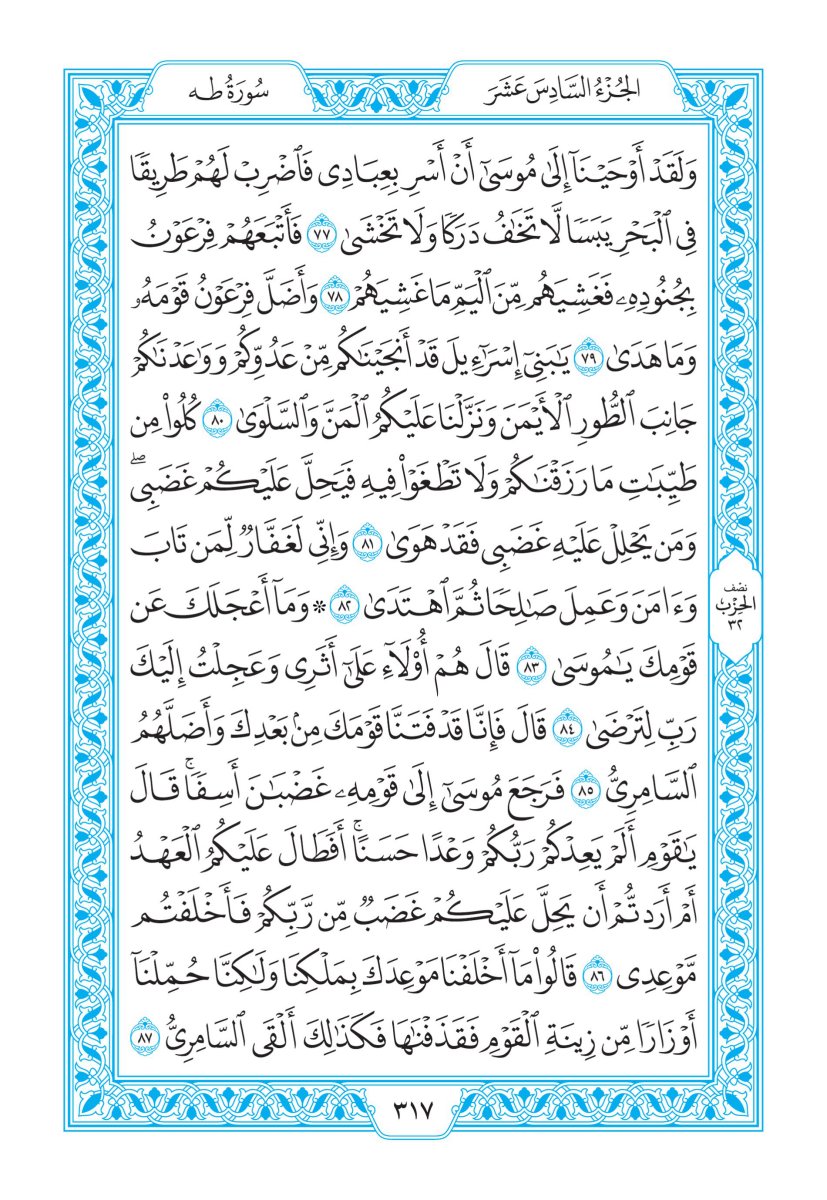 الجُزْءُ السَّادِسَ عَشَرَ
سُورَةُ طه
وَلَقَدۡ أَوۡحَيۡنَآ إِلَىٰ مُوسَىٰٓ أَنۡ أَسۡرِ بِعِبَادِي فَٱضۡرِبۡ لَهُمۡ طَرِيقٗا
فِي ٱلۡبَحۡرِ يَبَسٗا لَّا تَخَٰفُ دَرَكٗا وَلَا تَخۡشَىٰ ٧٧ فَأَتۡبَعَهُمۡ فِرۡعَوۡنُ
بِجُنُودِهِۦ فَغَشِيَهُم مِّنَ ٱلۡيَمِّ مَا غَشِيَهُمۡ ٧٨ وَأَضَلَّ فِرۡعَوۡنُ قَوۡمَهُۥ
وَمَا هَدَىٰ ٧٩ يَٰبَنِيٓ إِسۡرَٰٓءِيلَ قَدۡ أَنجَيۡنَٰكُم مِّنۡ عَدُوِّكُمۡ وَوَٰعَدۡنَٰكُمۡ
جَانِبَ ٱلطُّورِ ٱلۡأَيۡمَنَ وَنَزَّلۡنَا عَلَيۡكُمُ ٱلۡمَنَّ وَٱلسَّلۡوَىٰ ٨٠ كُلُواْ مِن
طَيِّبَٰتِ مَا رَزَقۡنَٰكُمۡ وَلَا تَطۡغَوۡاْ فِيهِ فَيَحِلَّ عَلَيۡكُمۡ غَضَبِيۖ
وَمَن يَحۡلِلۡ عَلَيۡهِ غَضَبِي فَقَدۡ هَوَىٰ ٨١ وَإِنِّي لَغَفَّارٞ لِّمَن تَابَ
وَءَامَنَ وَعَمِلَ صَٰلِحٗا ثُمَّ ٱهۡتَدَىٰ ٨٢ ۞ وَمَآ أَعۡجَلَكَ عَن
قَوۡمِكَ يَٰمُوسَىٰ ٨٣ قَالَ هُمۡ أُوْلَآءِ عَلَىٰٓ أَثَرِي وَعَجِلۡتُ إِلَيۡكَ
رَبِّ لِتَرۡضَىٰ ٨٤ قَالَ فَإِنَّا قَدۡ فَتَنَّا قَوۡمَكَ مِنۢ بَعۡدِكَ وَأَضَلَّهُمُ
ٱلسَّامِرِيُّ ٨٥ فَرَجَعَ مُوسَىٰٓ إِلَىٰ قَوۡمِهِۦ غَضۡبَٰنَ أَسِفٗاۚ قَالَ
يَٰقَوۡمِ أَلَمۡ يَعِدۡكُمۡ رَبُّكُمۡ وَعۡدًا حَسَنًاۚ أَفَطَالَ عَلَيۡكُمُ ٱلۡعَهۡدُ
أَمۡ أَرَدتُّمۡ أَن يَحِلَّ عَلَيۡكُمۡ غَضَبٞ مِّن رَّبِّكُمۡ فَأَخۡلَفۡتُم
مَّوۡعِدِي ٨٦ قَالُواْ مَآ أَخۡلَفۡنَا مَوۡعِدَكَ بِمَلۡكِنَا وَلَٰكِنَّا حُمِّلۡنَآ
أَوۡزَارٗا مِّن زِينَةِ ٱلۡقَوۡمِ فَقَذَفۡنَٰهَا فَكَذَٰلِكَ أَلۡقَى ٱلسَّامِرِيُّ ٨٧
نصْف
الحِزْب
٣٢
٣١٧